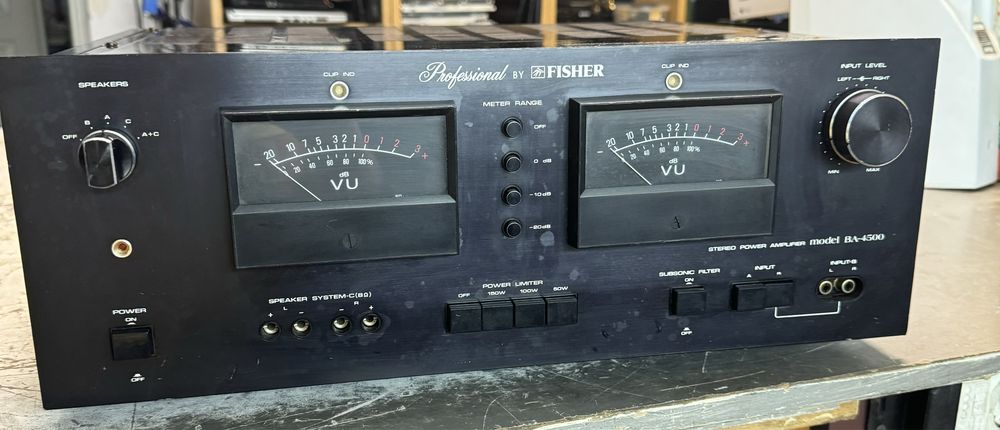 Professional BY FISHER
CLIP IND
CLIP IND
SPEAKERS
OFF B A C A+C
METER RANGE
OFF
0 dB
-10dB
-20dB
INPUT LEVEL
LEFT RIGHT
MIN MAX
- 20 10 7 5 3 2 1 0 1 2 3 +
20 40 60 80 100%
dB
VU
- 20 10 7 5 3 2 1 0 1 2 3 +
20 40 60 80 100%
dB
VU
STEREO POWER AMPLIFIER model BA-4500
POWER
ON
OFF
SPEAKER SYSTEM-C(8Ω)
L R
+ - - +
POWER LIMITER
OFF 150W 100W 50W
SUBSONIC FILTER
ON
OFF
INPUT
A B
INPUT-B
L R